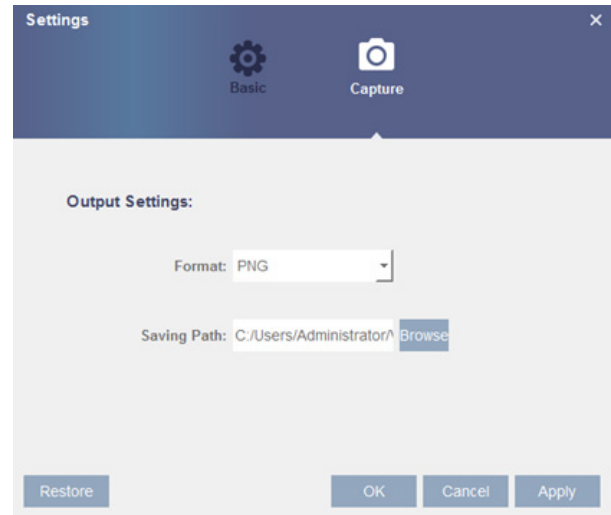 Settings
Basic
Capture
Output Settings:
Format: PNG
Saving Path: C:/Users/Administrator/ Browse
Restore
OK
Cancel
Apply